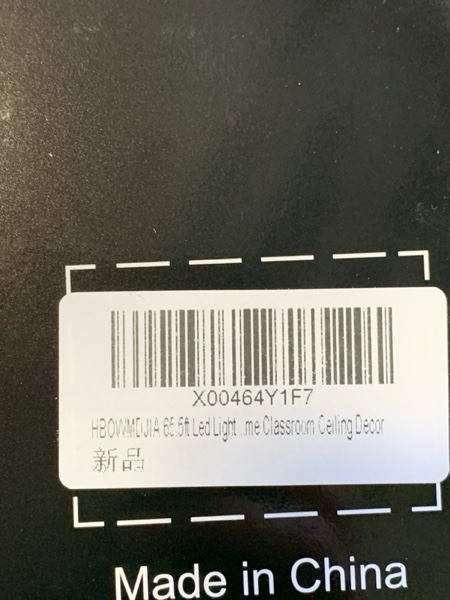 X00464Y1F7
HBOWMDJIA 65.5ft Led Light ...me Classroom Ceiling Decor
新品
Made in China